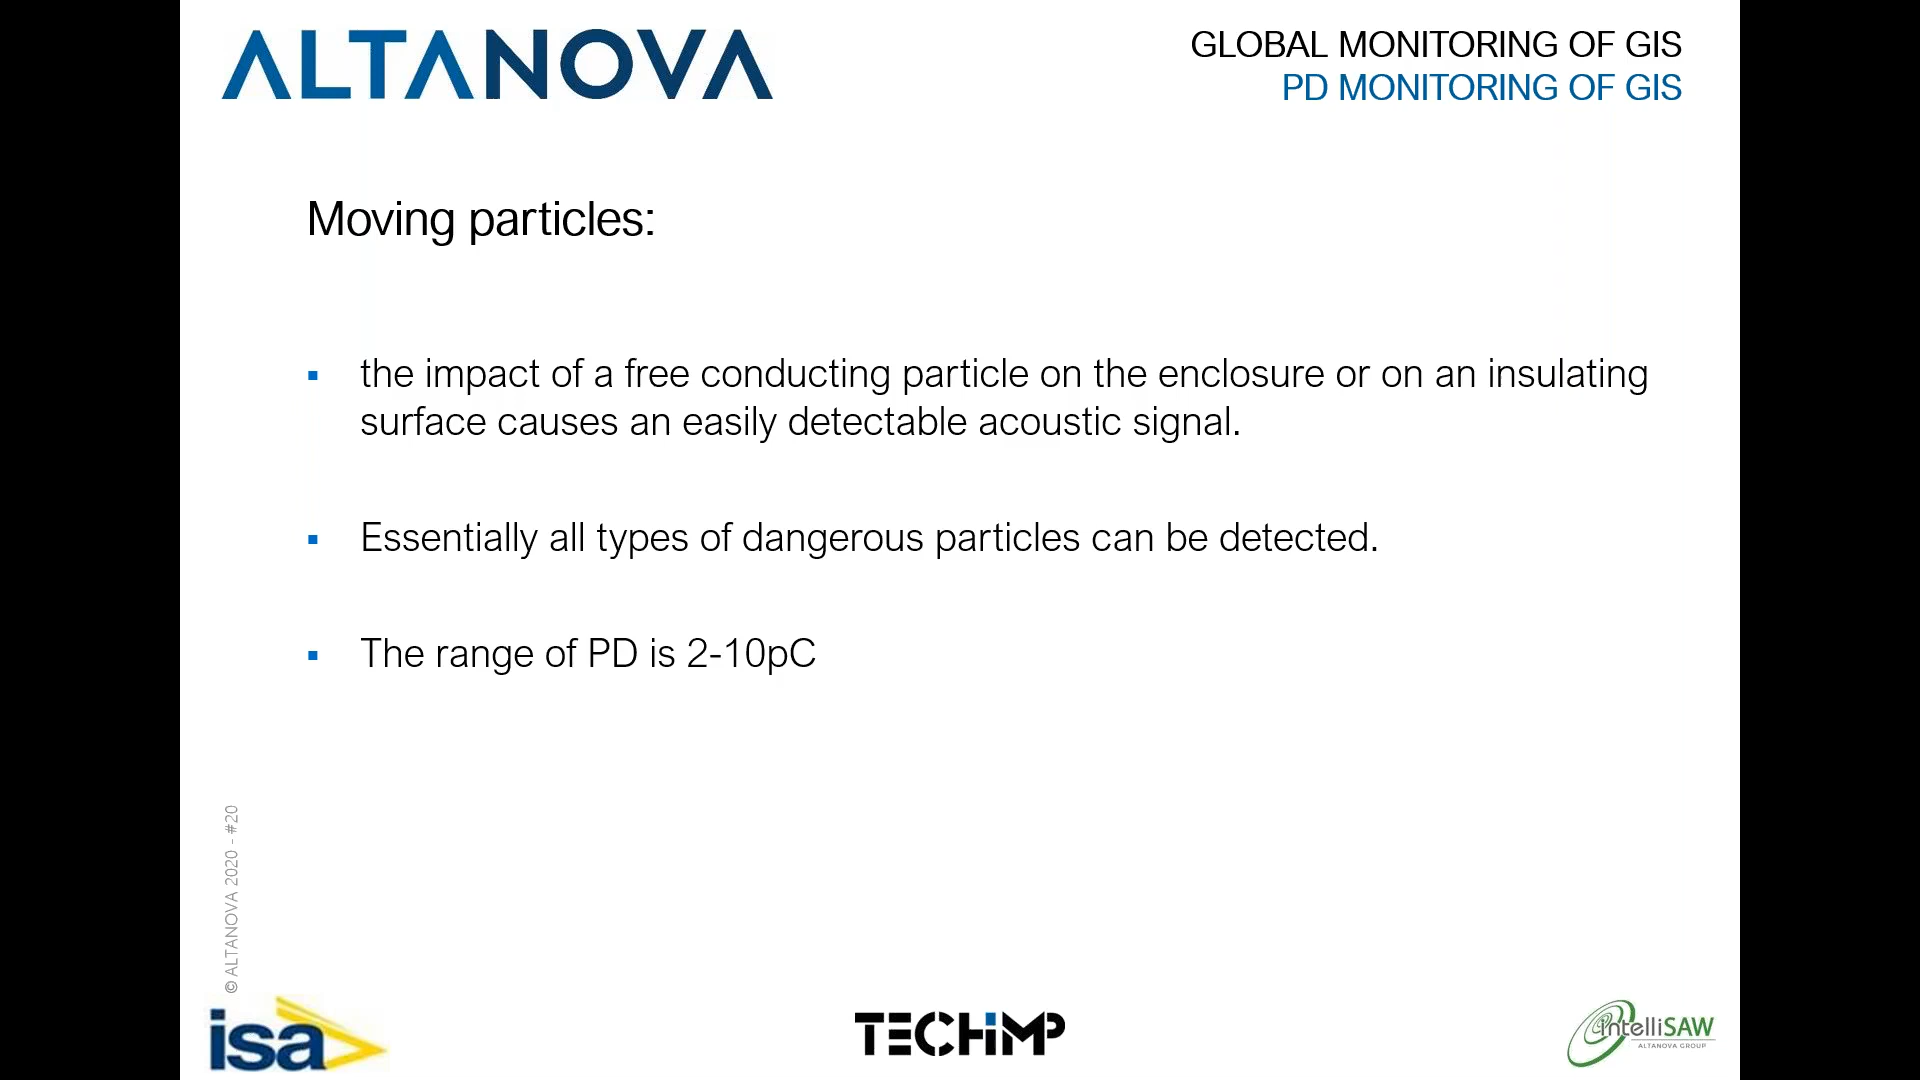 ALTANOVA
GLOBAL MONITORING OF GIS
PD MONITORING OF GIS
Moving particles:
▪ the impact of a free conducting particle on the enclosure or on an insulating
surface causes an easily detectable acoustic signal.
▪ Essentially all types of dangerous particles can be detected.
▪ The range of PD is 2-10pC
© ALTANOVA 2020 - #20
isa
TECHiMP
intelliSAW
ALTANOVA GROUP